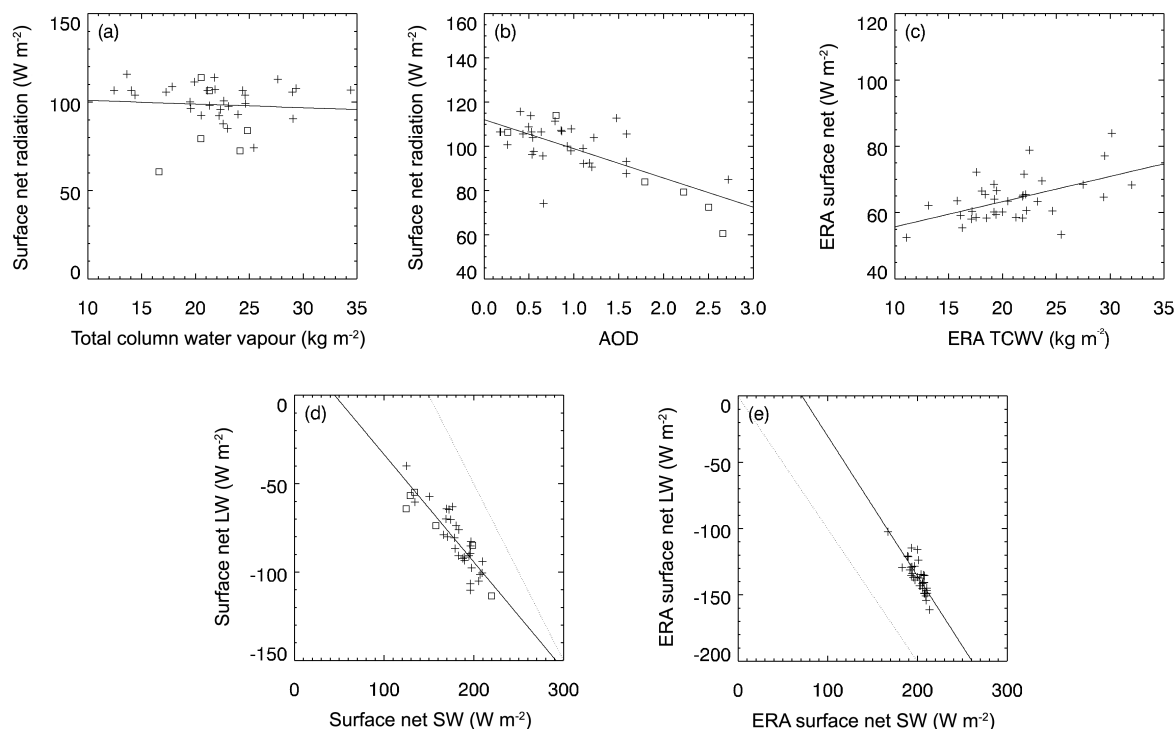 (a)
Surface net radiation (W m-2)
150
100
50
0
10 15 20 25 30 35
Total column water vapour (kg m-2)
(b)
Surface net radiation (W m-2)
160
140
120
100
80
60
40
0.0 0.5 1.0 1.5 2.0 2.5 3.0
AOD
(c)
ERA surface net (W m-2)
120
100
80
60
40
10 15 20 25 30 35
ERA TCWV (kg m-2)
(d)
Surface net LW (W m-2)
0
-50
-100
-150
0 100 200 300
Surface net SW (W m-2)
(e)
ERA surface net LW (W m-2)
0
-50
-100
-150
-200
0 100 200 300
ERA surface net SW (W m-2)